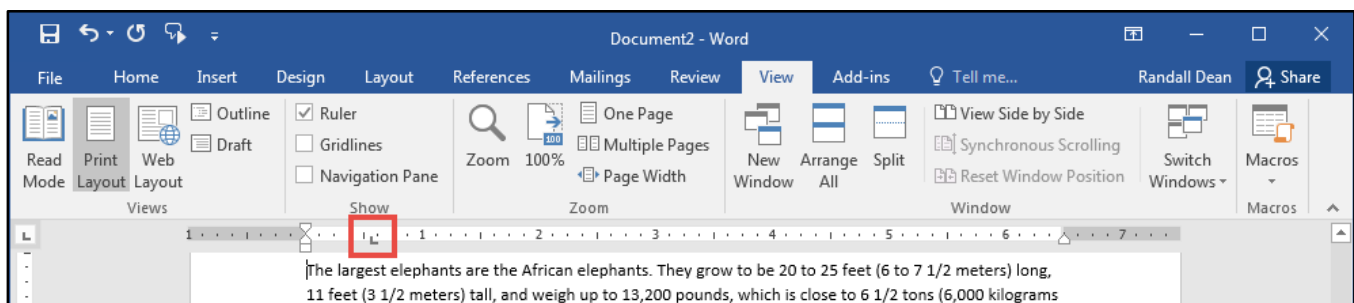 Document2 - Word
File Home Insert Design Layout References Mailings Review View Add-ins Tell me... Randall Dean Share
Read Mode
Print Layout
Web Layout
Outline
Draft
Views
Ruler
Gridlines
Navigation Pane
Show
Zoom
100
100%
One Page
Multiple Pages
Page Width
Zoom
New Window
Arrange All
Split
View Side by Side
Synchronous Scrolling
Reset Window Position
Switch Windows
Window
Macros
Macros
L
1 1 2 3 4 5 6 7
The largest elephants are the African elephants. They grow to be 20 to 25 feet (6 to 7 1/2 meters) long,
11 feet (3 1/2 meters) tall, and weigh up to 13,200 pounds, which is close to 6 1/2 tons (6,000 kilograms